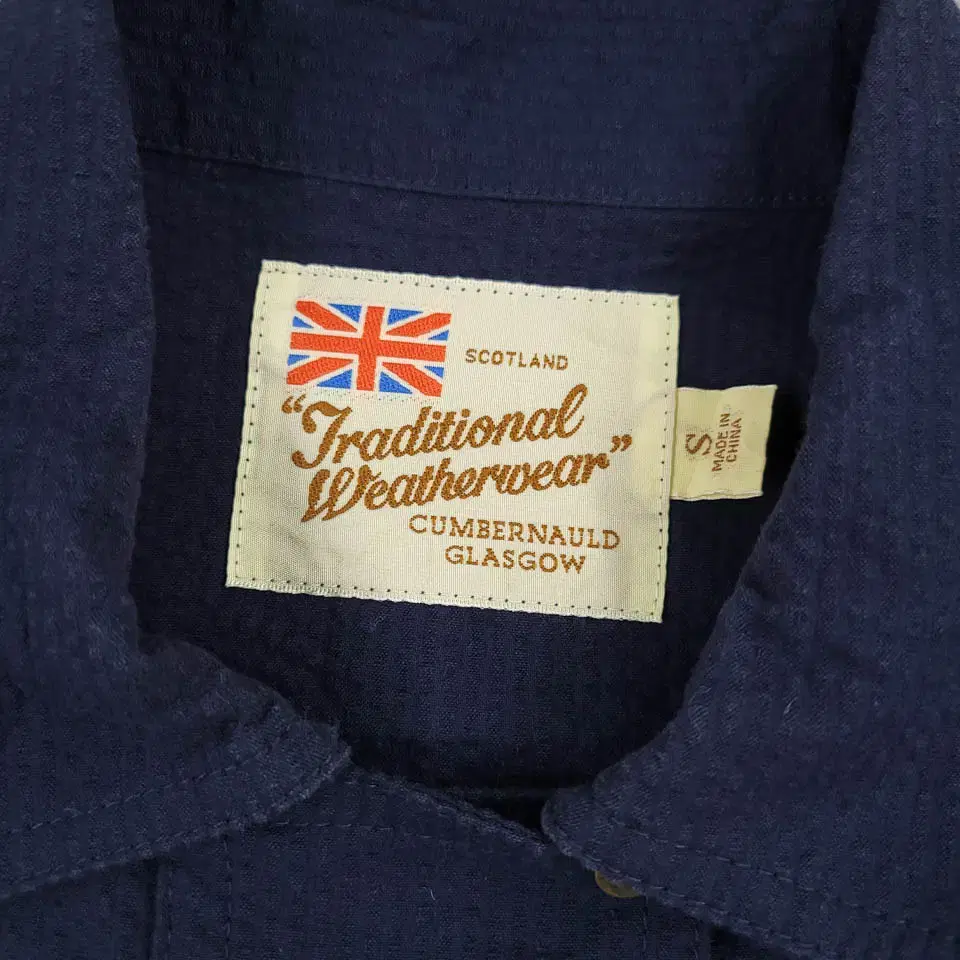 SCOTLAND
"Traditional
Weatherwear"
CUMBERNAULD
GLASGOW
S
MADE IN
CHINA